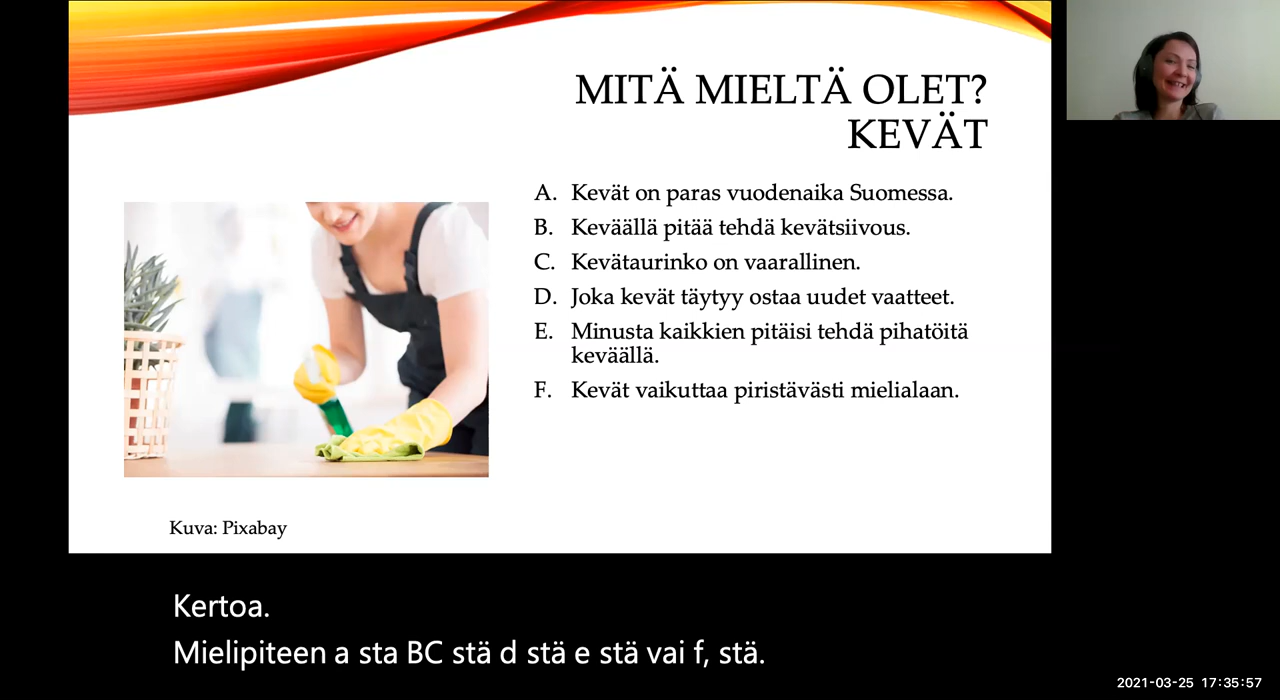 MITÄ MIELTÄ OLET?
KEVÄT
A. Kevät on paras vuodenaika Suomessa.
B. Keväällä pitää tehdä kevätsiivous.
C. Kevätaurinko on vaarallinen.
D. Joka kevät täytyy ostaa uudet vaatteet.
E. Minusta kaikkien pitäisi tehdä pihatöitä
keväällä.
F. Kevät vaikuttaa piristävästi mielialaan.
Kuva: Pixabay
Kertoa.
Mielipiteen a sta BC stä d stä e stä vai f, stä.
2021-03-25 17:35:57